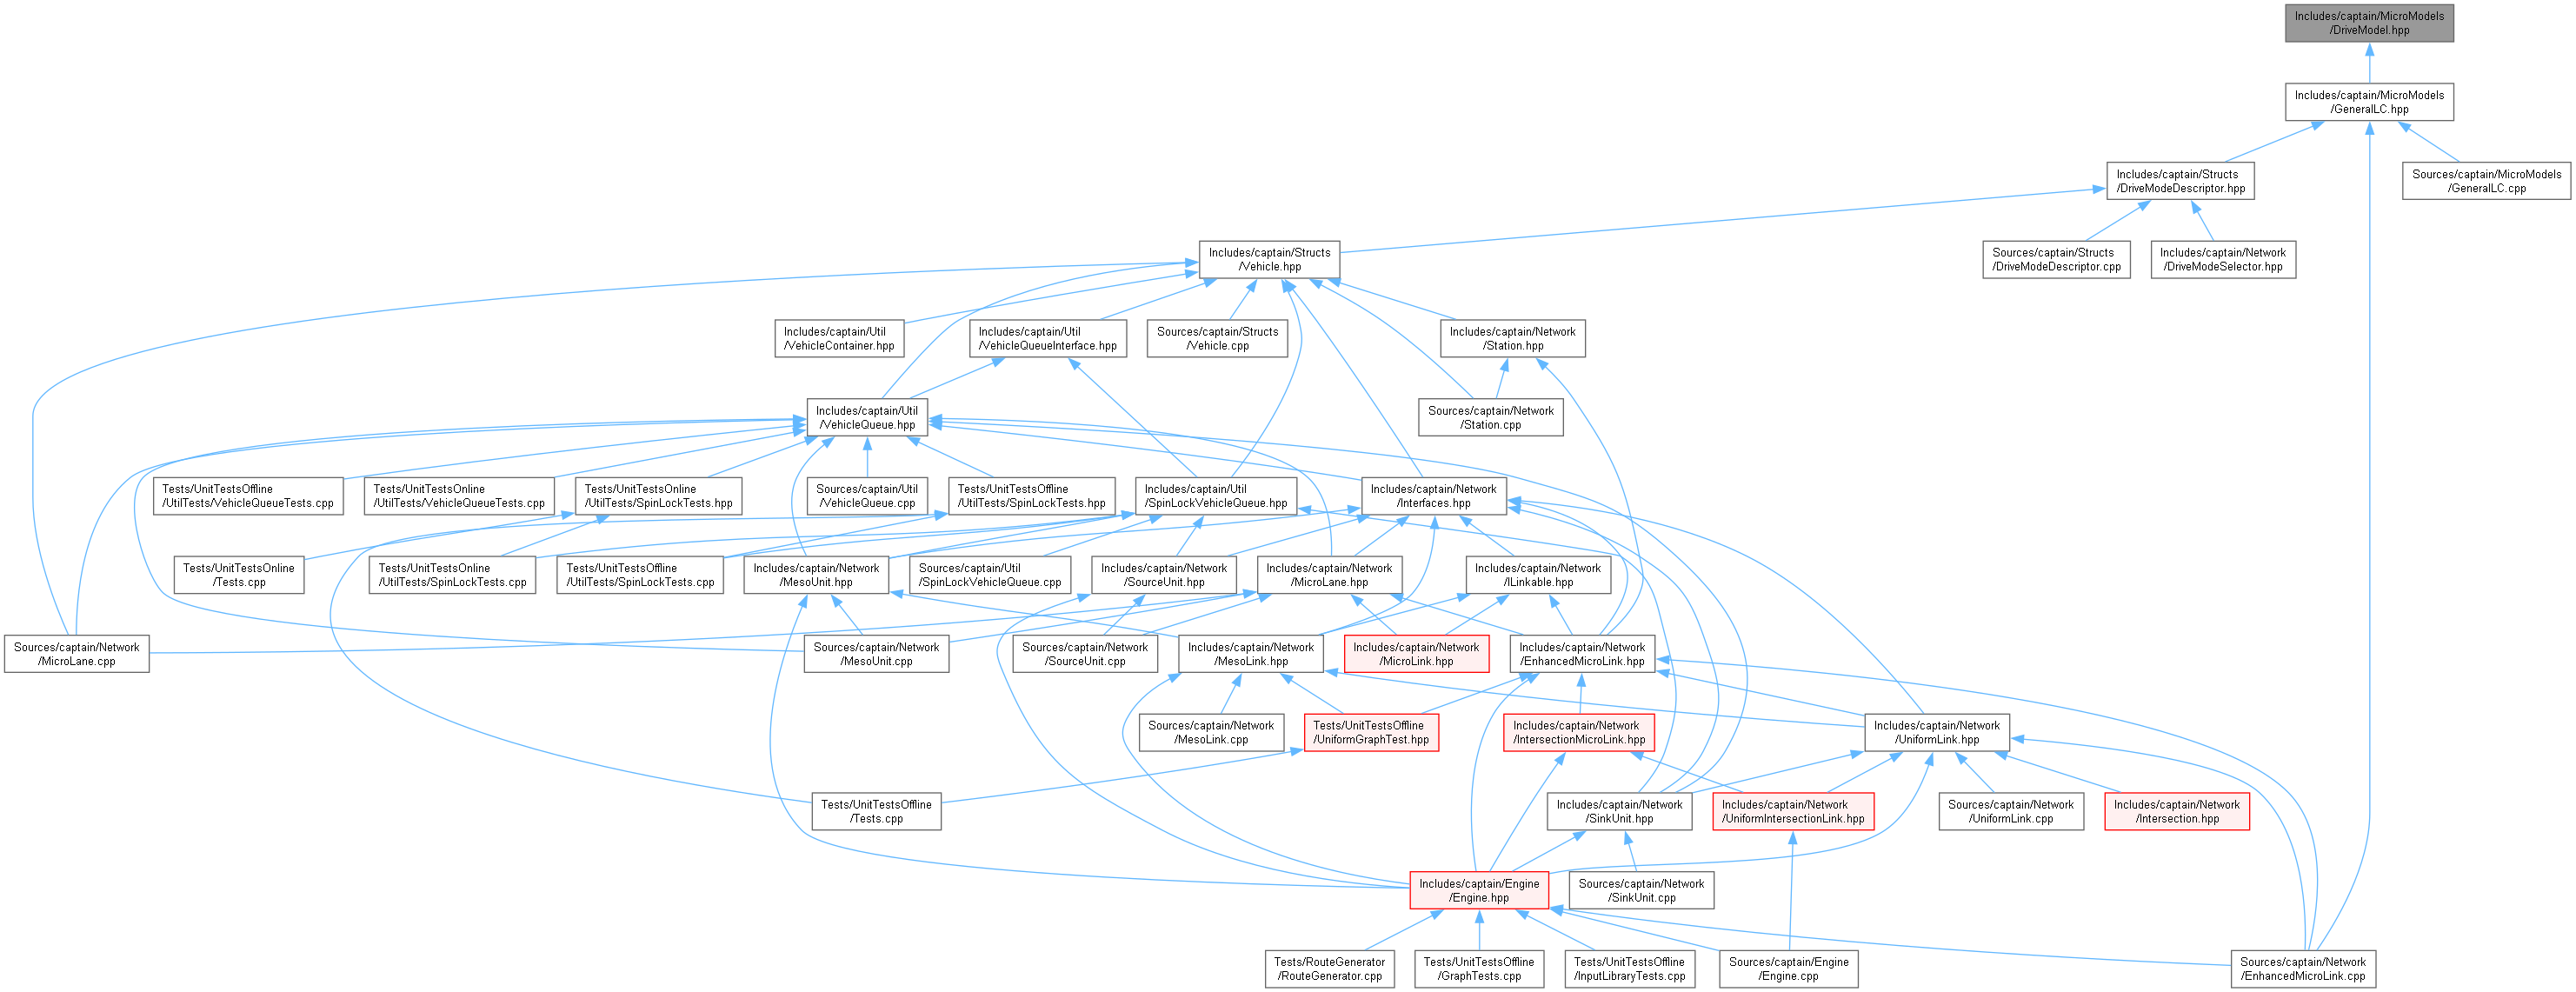 Includes/captain/MicroModels
/DriveModel.hpp
Includes/captain/MicroModels
/GeneralLC.hpp
Includes/captain/Structs
/DriveModeDescriptor.hpp
Sources/captain/MicroModels
/GeneralLC.cpp
Includes/captain/Structs
/Vehicle.hpp
Sources/captain/Structs
/DriveModeDescriptor.cpp
Includes/captain/Network
/DriveModeSelector.hpp
Includes/captain/Util
/VehicleContainer.hpp
Includes/captain/Util
/VehicleQueueInterface.hpp
Sources/captain/Structs
/Vehicle.cpp
Includes/captain/Network
/Station.hpp
Includes/captain/Util
/VehicleQueue.hpp
Sources/captain/Network
/Station.cpp
Tests/UnitTestsOffline
/UtilTests/VehicleQueueTests.cpp
Tests/UnitTestsOnline
/UtilTests/VehicleQueueTests.cpp
Tests/UnitTestsOnline
/UtilTests/SpinLockTests.hpp
Sources/captain/Util
/VehicleQueue.cpp
Tests/UnitTestsOffline
/UtilTests/SpinLockTests.hpp
Includes/captain/Util
/SpinLockVehicleQueue.hpp
Includes/captain/Network
/Interfaces.hpp
Tests/UnitTestsOnline
/Tests.cpp
Tests/UnitTestsOnline
/UtilTests/SpinLockTests.cpp
Tests/UnitTestsOffline
/UtilTests/SpinLockTests.cpp
Includes/captain/Network
/MesoUnit.hpp
Sources/captain/Util
/SpinLockVehicleQueue.cpp
Includes/captain/Network
/SourceUnit.hpp
Includes/captain/Network
/MicroLane.hpp
Includes/captain/Network
/ILinkable.hpp
Sources/captain/Network
/MicroLane.cpp
Sources/captain/Network
/MesoUnit.cpp
Sources/captain/Network
/SourceUnit.cpp
Includes/captain/Network
/MesoLink.hpp
Includes/captain/Network
/MicroLink.hpp
Includes/captain/Network
/EnhancedMicroLink.hpp
Sources/captain/Network
/MesoLink.cpp
Tests/UnitTestsOffline
/UniformGraphTest.hpp
Includes/captain/Network
/IntersectionMicroLink.hpp
Includes/captain/Network
/UniformLink.hpp
Tests/UnitTestsOffline
/Tests.cpp
Includes/captain/Network
/SinkUnit.hpp
Includes/captain/Network
/UniformIntersectionLink.hpp
Sources/captain/Network
/UniformLink.cpp
Includes/captain/Network
/Intersection.hpp
Includes/captain/Engine
/Engine.hpp
Sources/captain/Network
/SinkUnit.cpp
Tests/RouteGenerator
/RouteGenerator.cpp
Tests/UnitTestsOffline
/GraphTests.cpp
Tests/UnitTestsOffline
/InputLibraryTests.cpp
Sources/captain/Engine
/Engine.cpp
Sources/captain/Network
/EnhancedMicroLink.cpp